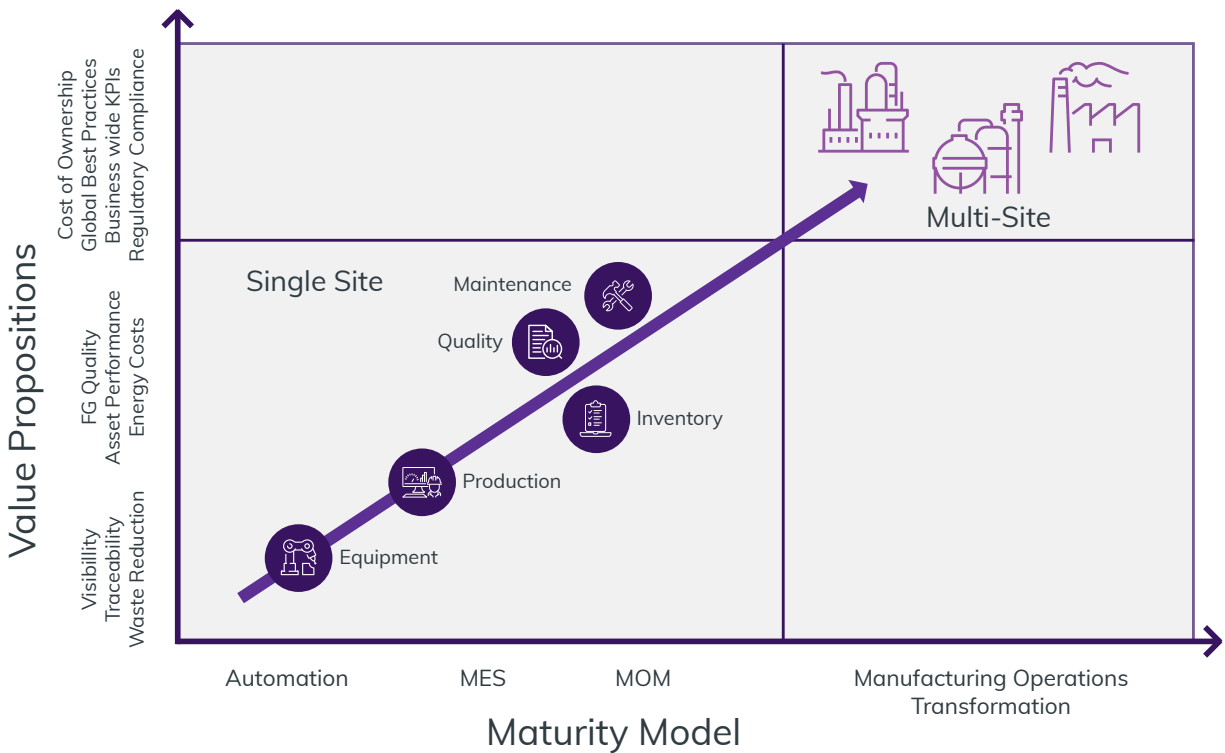 Value Propositions
Cost of Ownership
Global Best Practices
Business wide KPIs
Regulatory Compliance
FG Quality
Asset Performance
Energy Costs
Visibillity
Traceability
Waste Reduction
Single Site
Multi-Site
Maintenance
Quality
Inventory
Production
Equipment
Automation
MES
MOM
Manufacturing Operations
Transformation
Maturity Model